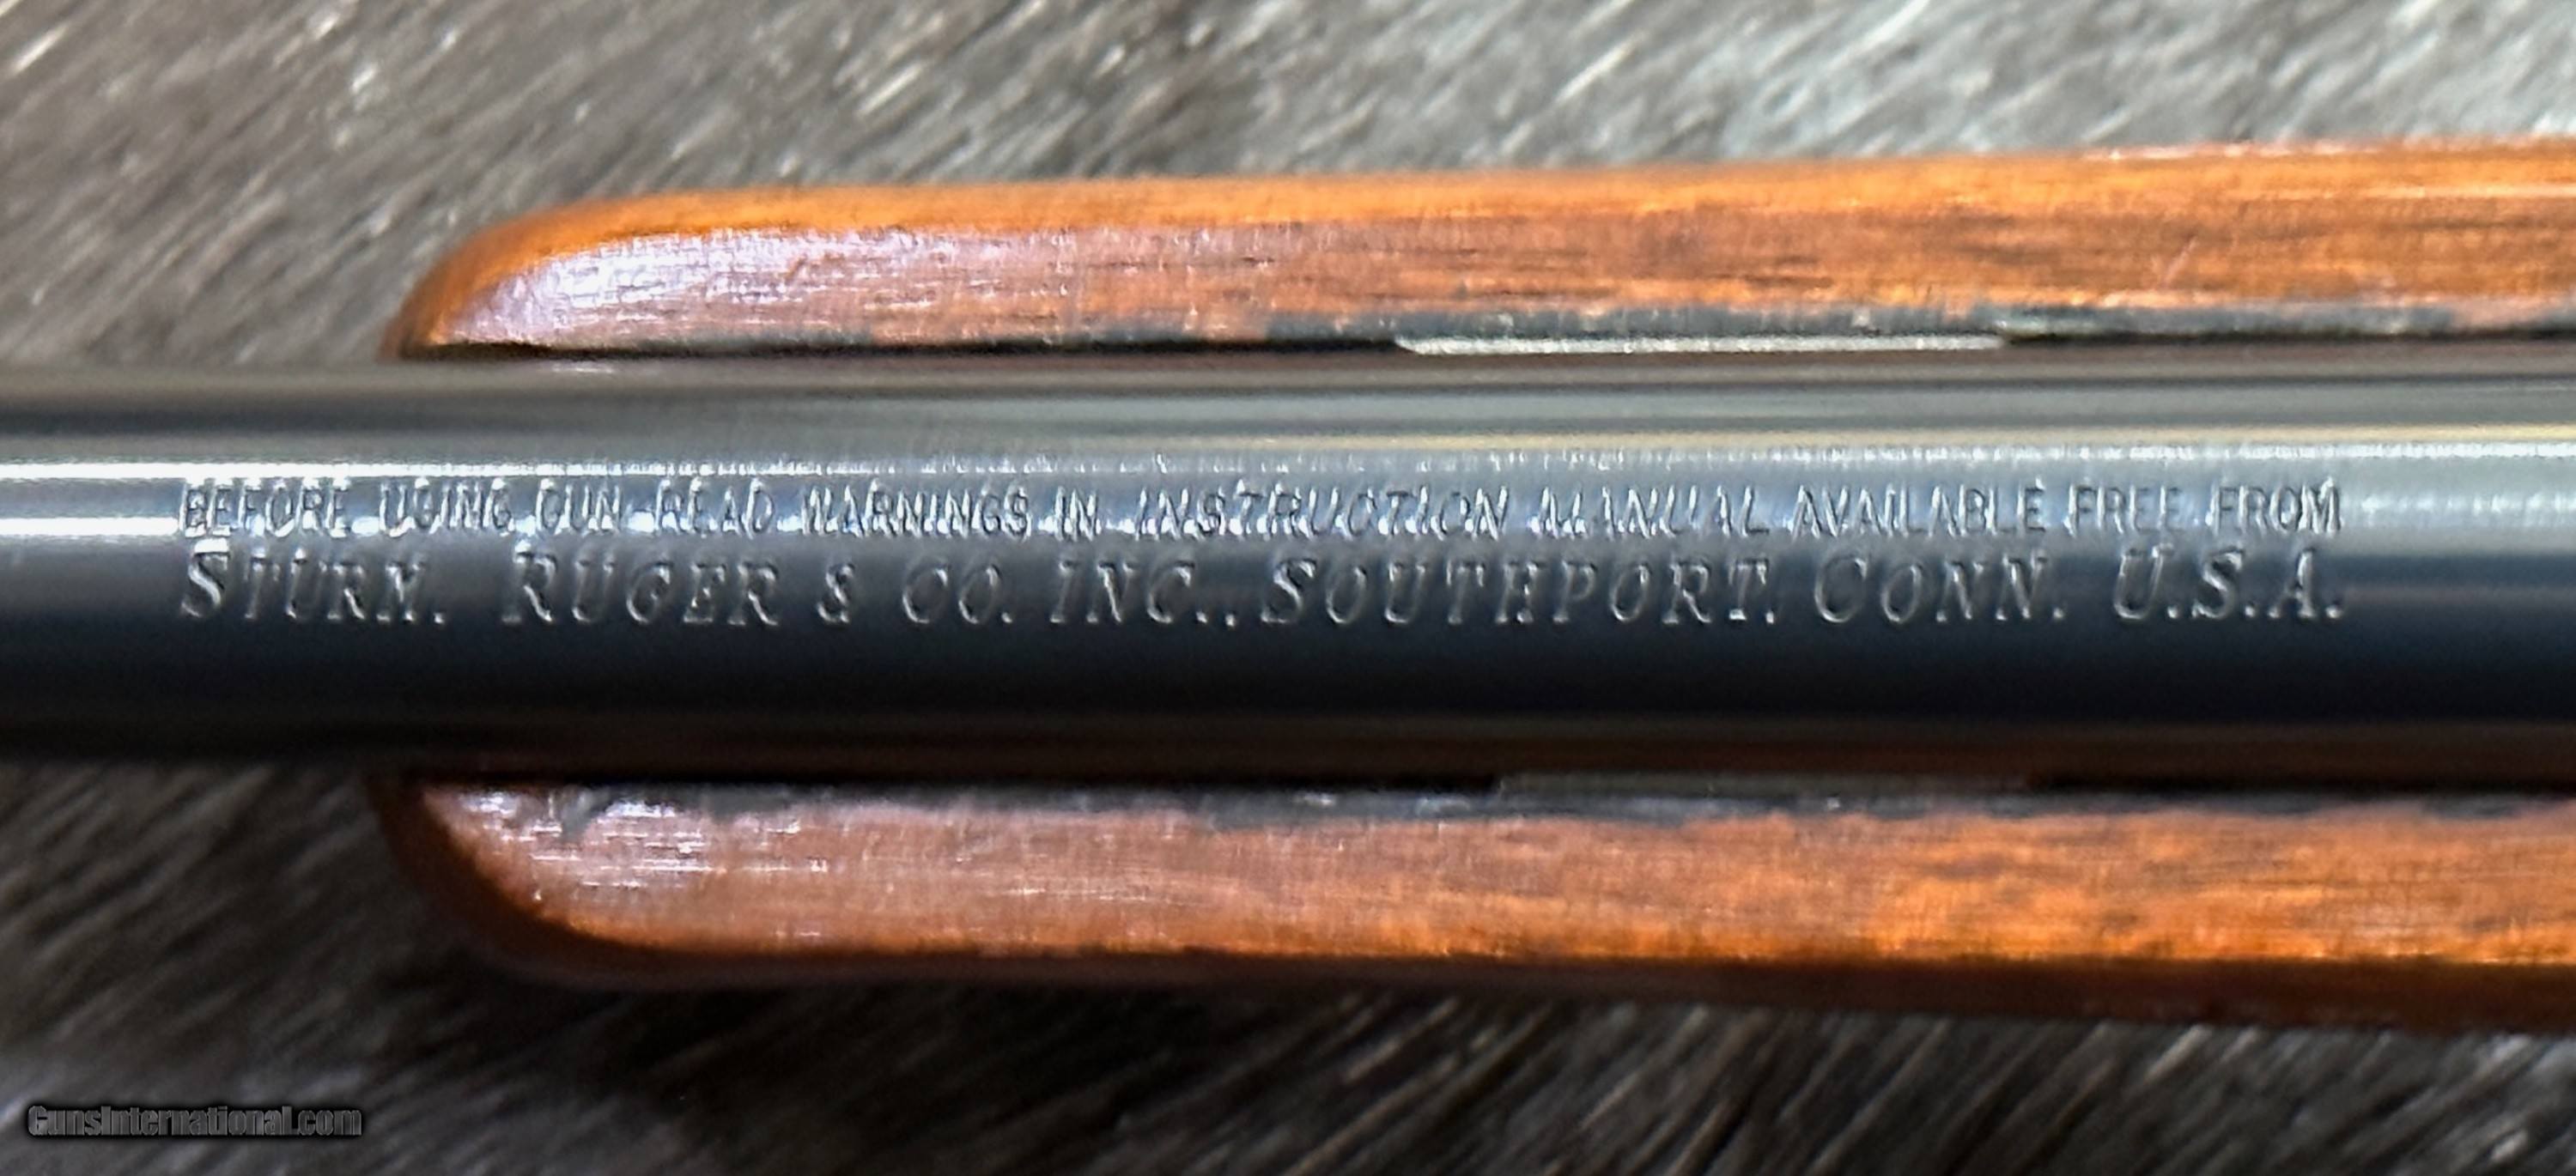 BEFORE USING GUN READ WARNINGS IN INSTRUCTION MANUAL AVAILABLE FREE FROM
STURM, RUGER & CO. INC., SOUTHPORT, CONN. U.S.A.
GunsInternational.com